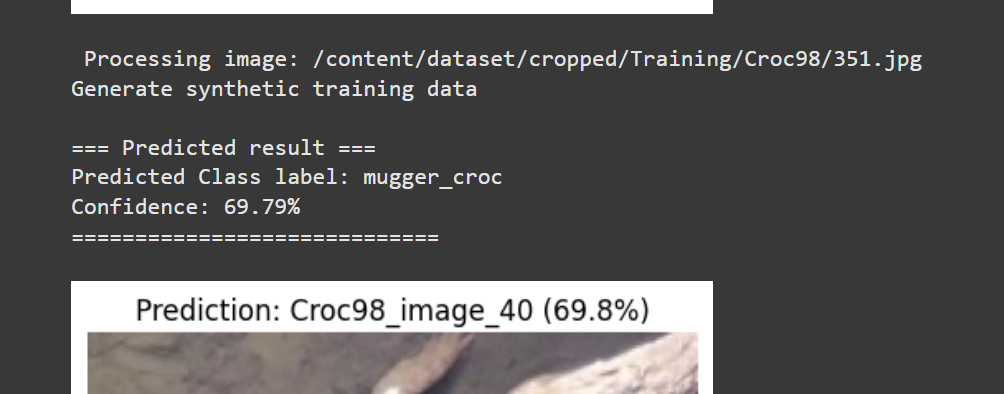 Processing image: /content/dataset/cropped/Training/Croc98/351.jpg
Generate synthetic training data
=== Predicted result ===
Predicted Class label: mugger_croc
Confidence: 69.79%
=============================
Prediction: Croc98_image_40 (69.8%)